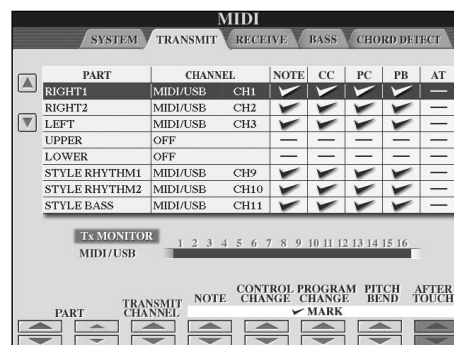 MIDI
SYSTEM TRANSMIT RECEIVE BASS CHORD DETECT
PART CHANNEL NOTE CC PC PB AT
RIGHT1 MIDI/USB CH1
RIGHT2 MIDI/USB CH2
LEFT MIDI/USB CH3
UPPER OFF — — — — —
LOWER OFF — — — — —
STYLE RHYTHM1 MIDI/USB CH9
STYLE RHYTHM2 MIDI/USB CH10
STYLE BASS MIDI/USB CH11
Tx MONITOR 1 2 3 4 5 6 7 8 9 10 11 12 13 14 15 16
MIDI/USB
PART TRANSMIT CHANNEL NOTE CONTROL CHANGE PROGRAM CHANGE PITCH BEND AFTER TOUCH
MARK